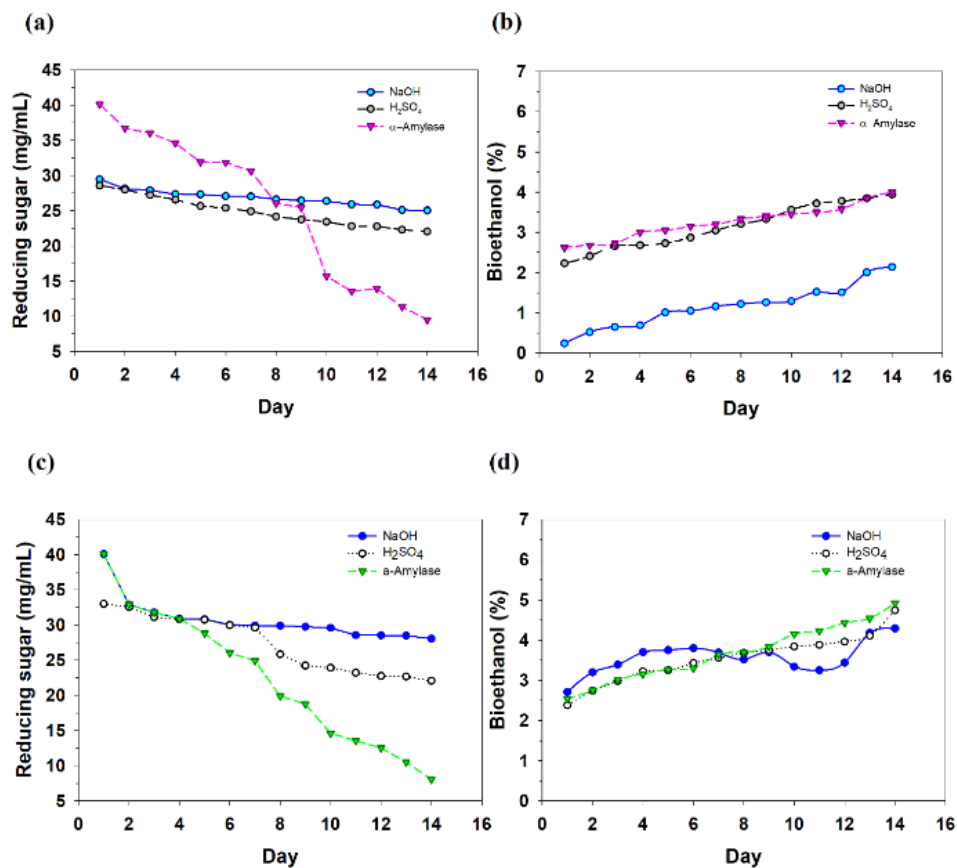 (a)
Reducing sugar (mg/mL)
45
40
35
30
25
20
15
10
5
NaOH
H₂SO₄
α–Amylase
0 2 4 6 8 10 12 14 16
Day
(b)
Bioethanol (%)
7
6
5
4
3
2
1
0
NaOH
H₂SO₄
α Amylase
0 2 4 6 8 10 12 14 16
Day
(c)
Reducing sugar (mg/mL)
45
40
35
30
25
20
15
10
5
NaOH
H₂SO₄
a-Amylase
0 2 4 6 8 10 12 14 16
Day
(d)
Bioethanol (%)
7
6
5
4
3
2
1
0
NaOH
H₂SO₄
a-Amylase
0 2 4 6 8 10 12 14 16
Day